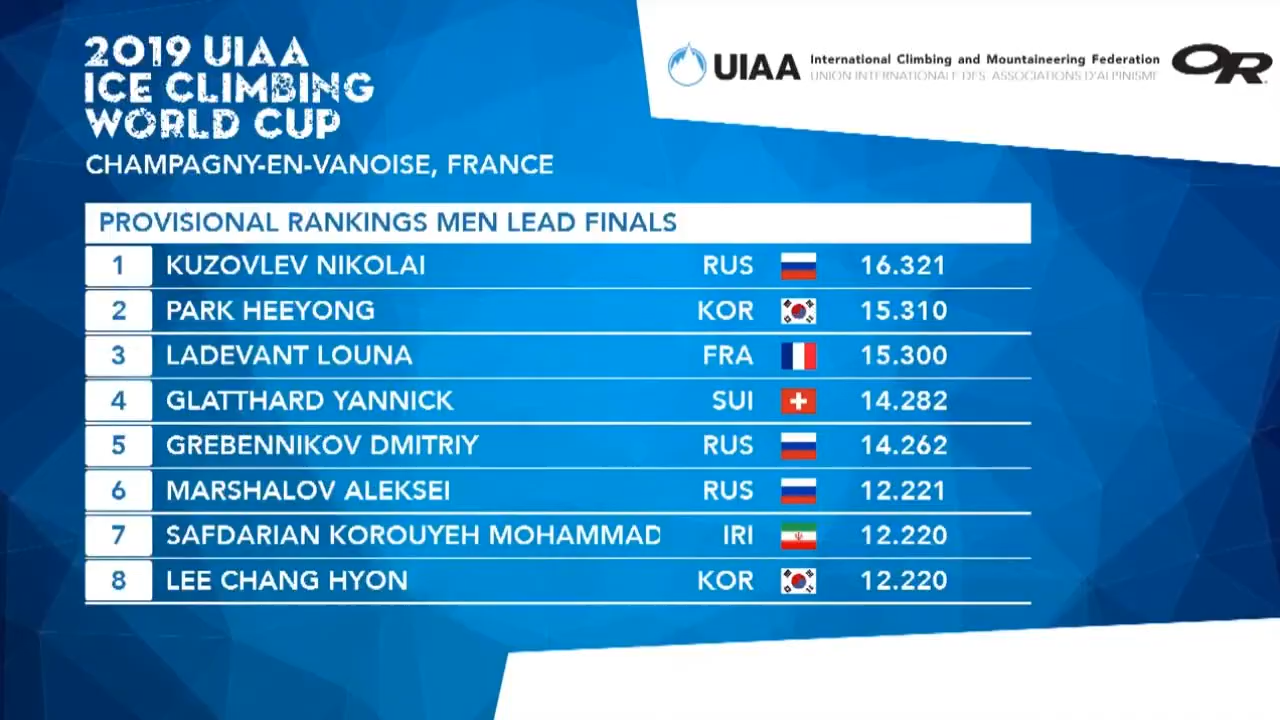 2019 UIAA
ICE CLIMBING
WORLD CUP
CHAMPAGNY-EN-VANOISE, FRANCE
UIAA International Climbing and Mountaineering Federation
UNION INTERNATIONALE DES ASSOCIATIONS D'ALPINISME
OR
PROVISIONAL RANKINGS MEN LEAD FINALS
1 KUZOVLEV NIKOLAI RUS 16.321
2 PARK HEEYONG KOR 15.310
3 LADEVANT LOUNA FRA 15.300
4 GLATTHARD YANNICK SUI 14.282
5 GREBENNIKOV DMITRIY RUS 14.262
6 MARSHALOV ALEKSEI RUS 12.221
7 SAFDARIAN KOROUYEH MOHAMMAD IRI 12.220
8 LEE CHANG HYON KOR 12.220